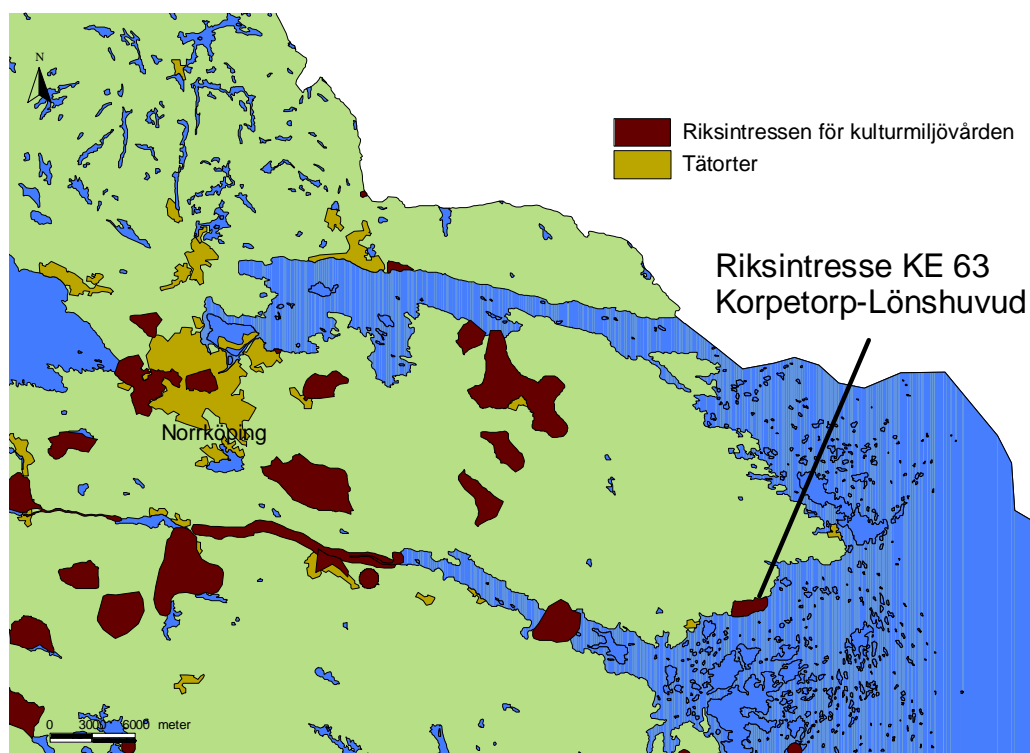 N
Riksintressen för kulturmiljövården
Tätorter
Riksintresse KE 63
Korpetorp-Lönshuvud
Norrköping
0 3000 6000 meter